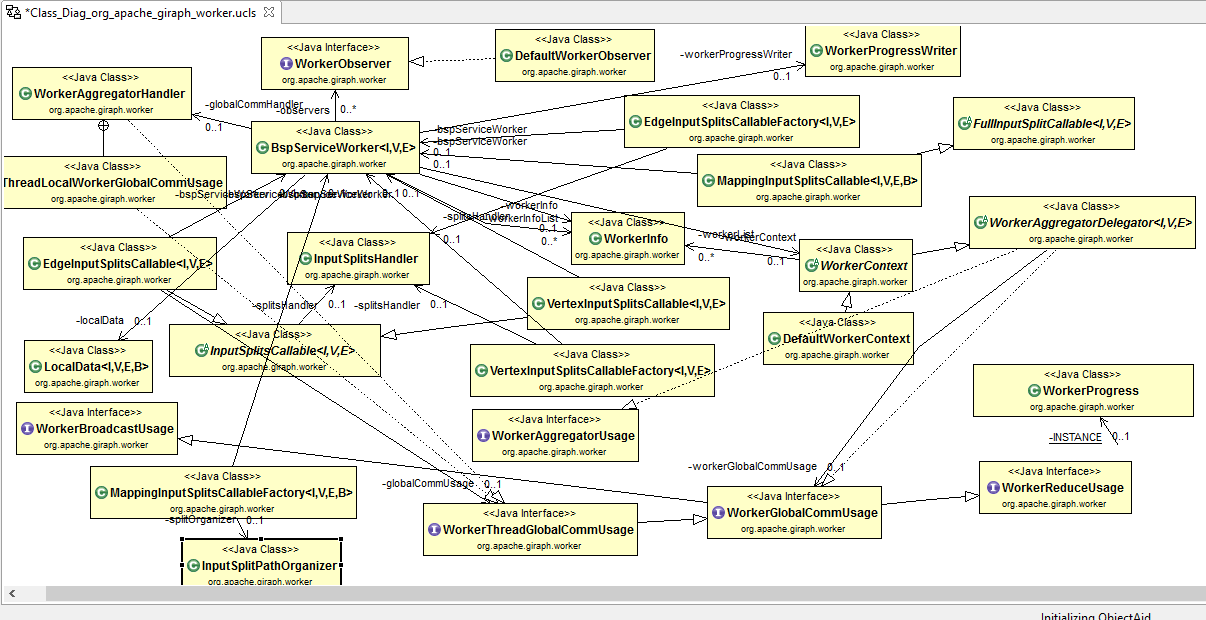 *Class_Diag_org_apache_giraph_worker.ucls
<<Java Interface>>
WorkerObserver
org.apache.giraph.worker
<<Java Class>>
DefaultWorkerObserver
org.apache.giraph.worker
-workerProgressWriter
0..1
<<Java Class>>
WorkerProgressWriter
org.apache.giraph.worker
<<Java Class>>
WorkerAggregatorHandler
org.apache.giraph.worker
-globalCommHandler
0..1
-observers
0..*
<<Java Class>>
BspServiceWorker<I,V,E>
org.apache.giraph.worker
-bspServiceWorker
-bspServiceWorker
0..1
0..1
<<Java Class>>
EdgeInputSplitsCallableFactory<I,V,E>
org.apache.giraph.worker
<<Java Class>>
FullInputSplitCallable<I,V,E>
org.apache.giraph.worker
<<Java Class>>
ThreadLocalWorkerGlobalCommUsage
org.apache.giraph.worker
<<Java Class>>
MappingInputSplitsCallable<I,V,E,B>
org.apache.giraph.worker
0..1
0..1
-workerInfo
-splitsHandler
-workerInfoList
0..1
0..1
0..*
<<Java Class>>
WorkerInfo
org.apache.giraph.worker
-workerList
-workerContext
0..*
0..1
<<Java Class>>
WorkerContext
org.apache.giraph.worker
<<Java Class>>
WorkerAggregatorDelegator<I,V,E>
org.apache.giraph.worker
<<Java Class>>
EdgeInputSplitsCallable<I,V,E>
org.apache.giraph.worker
<<Java Class>>
InputSplitsHandler
org.apache.giraph.worker
<<Java Class>>
VertexInputSplitsCallable<I,V,E>
org.apache.giraph.worker
-splitsHandler
0..1
-splitsHandler
0..1
-localData
0..1
<<Java Class>>
InputSplitsCallable<I,V,E>
org.apache.giraph.worker
<<Java Class>>
DefaultWorkerContext
org.apache.giraph.worker
<<Java Class>>
LocalData<I,V,E,B>
org.apache.giraph.worker
<<Java Class>>
VertexInputSplitsCallableFactory<I,V,E>
org.apache.giraph.worker
<<Java Class>>
WorkerProgress
org.apache.giraph.worker
-INSTANCE
0..1
<<Java Interface>>
WorkerBroadcastUsage
org.apache.giraph.worker
<<Java Interface>>
WorkerAggregatorUsage
org.apache.giraph.worker
-workerGlobalCommUsage
0..1
<<Java Interface>>
WorkerReduceUsage
org.apache.giraph.worker
<<Java Class>>
MappingInputSplitsCallableFactory<I,V,E,B>
org.apache.giraph.worker
-globalCommUsage
0..1
<<Java Interface>>
WorkerGlobalCommUsage
org.apache.giraph.worker
<<Java Interface>>
WorkerThreadGlobalCommUsage
org.apache.giraph.worker
-splitOrganizer
0..1
<<Java Class>>
InputSplitPathOrganizer
org.apache.giraph.worker
Initializing ObjectAid